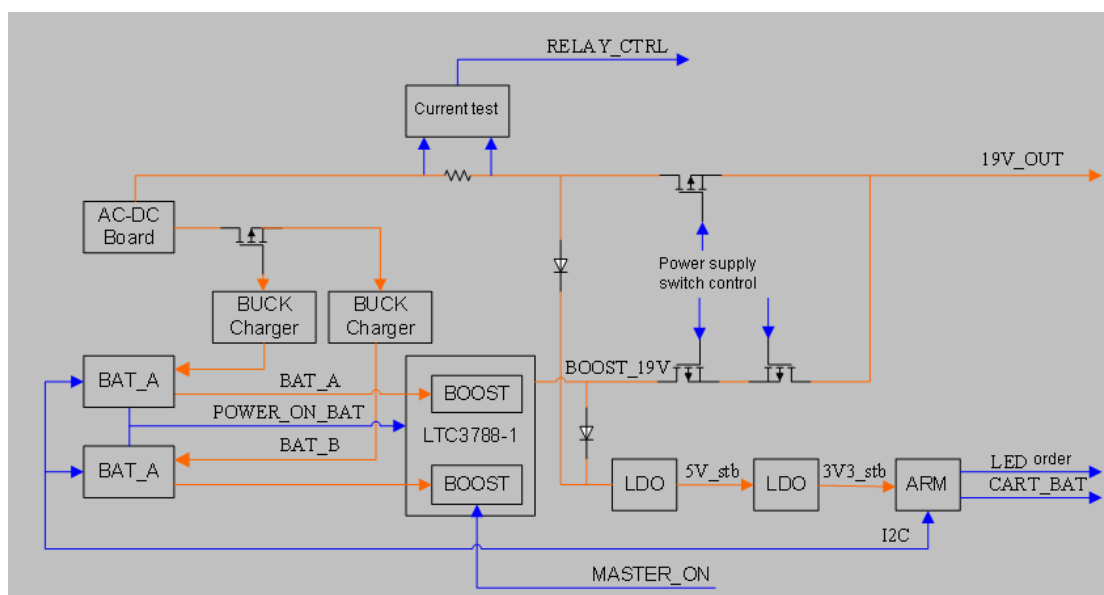 RELAY_CTRL
Current test
19V_OUT
AC-DC
Board
Power supply
switch control
BUCK
Charger
BUCK
Charger
BAT_A
BAT_A
BOOST
BOOST_19V
POWER_ON_BAT
LTC3788-1
BAT_B
BAT_A
BOOST
LDO
5V_stb
LDO
3V3_stb
ARM
LED order
CART_BAT
I2C
MASTER_ON